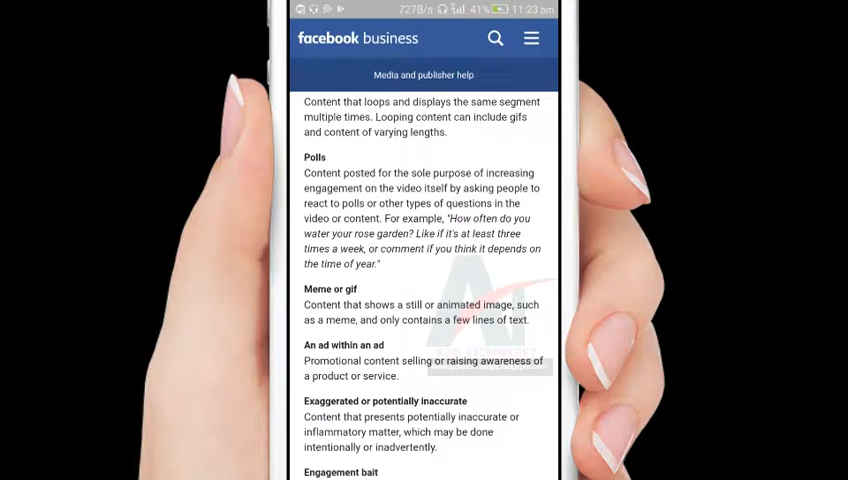 7278/s 41% 11:23 pm
facebook business
Media and publisher help
Content that loops and displays the same segment
multiple times. Looping content can include gifs
and content of varying lengths.
Polls
Content posted for the sole purpose of increasing
engagement on the video itself by asking people to
react to polls or other types of questions in the
video or content. For example, "How often do you
water your rose garden? Like if it's at least three
times a week, or comment if you think it depends on
the time of year."
Meme or gif
Content that shows a still or animated image, such
as a meme, and only contains a few lines of text.
An ad within an ad
Promotional content selling or raising awareness of
a product or service.
Exaggerated or potentially inaccurate
Content that presents potentially inaccurate or
inflammatory matter, which may be done
intentionally or inadvertently.
Engagement bait